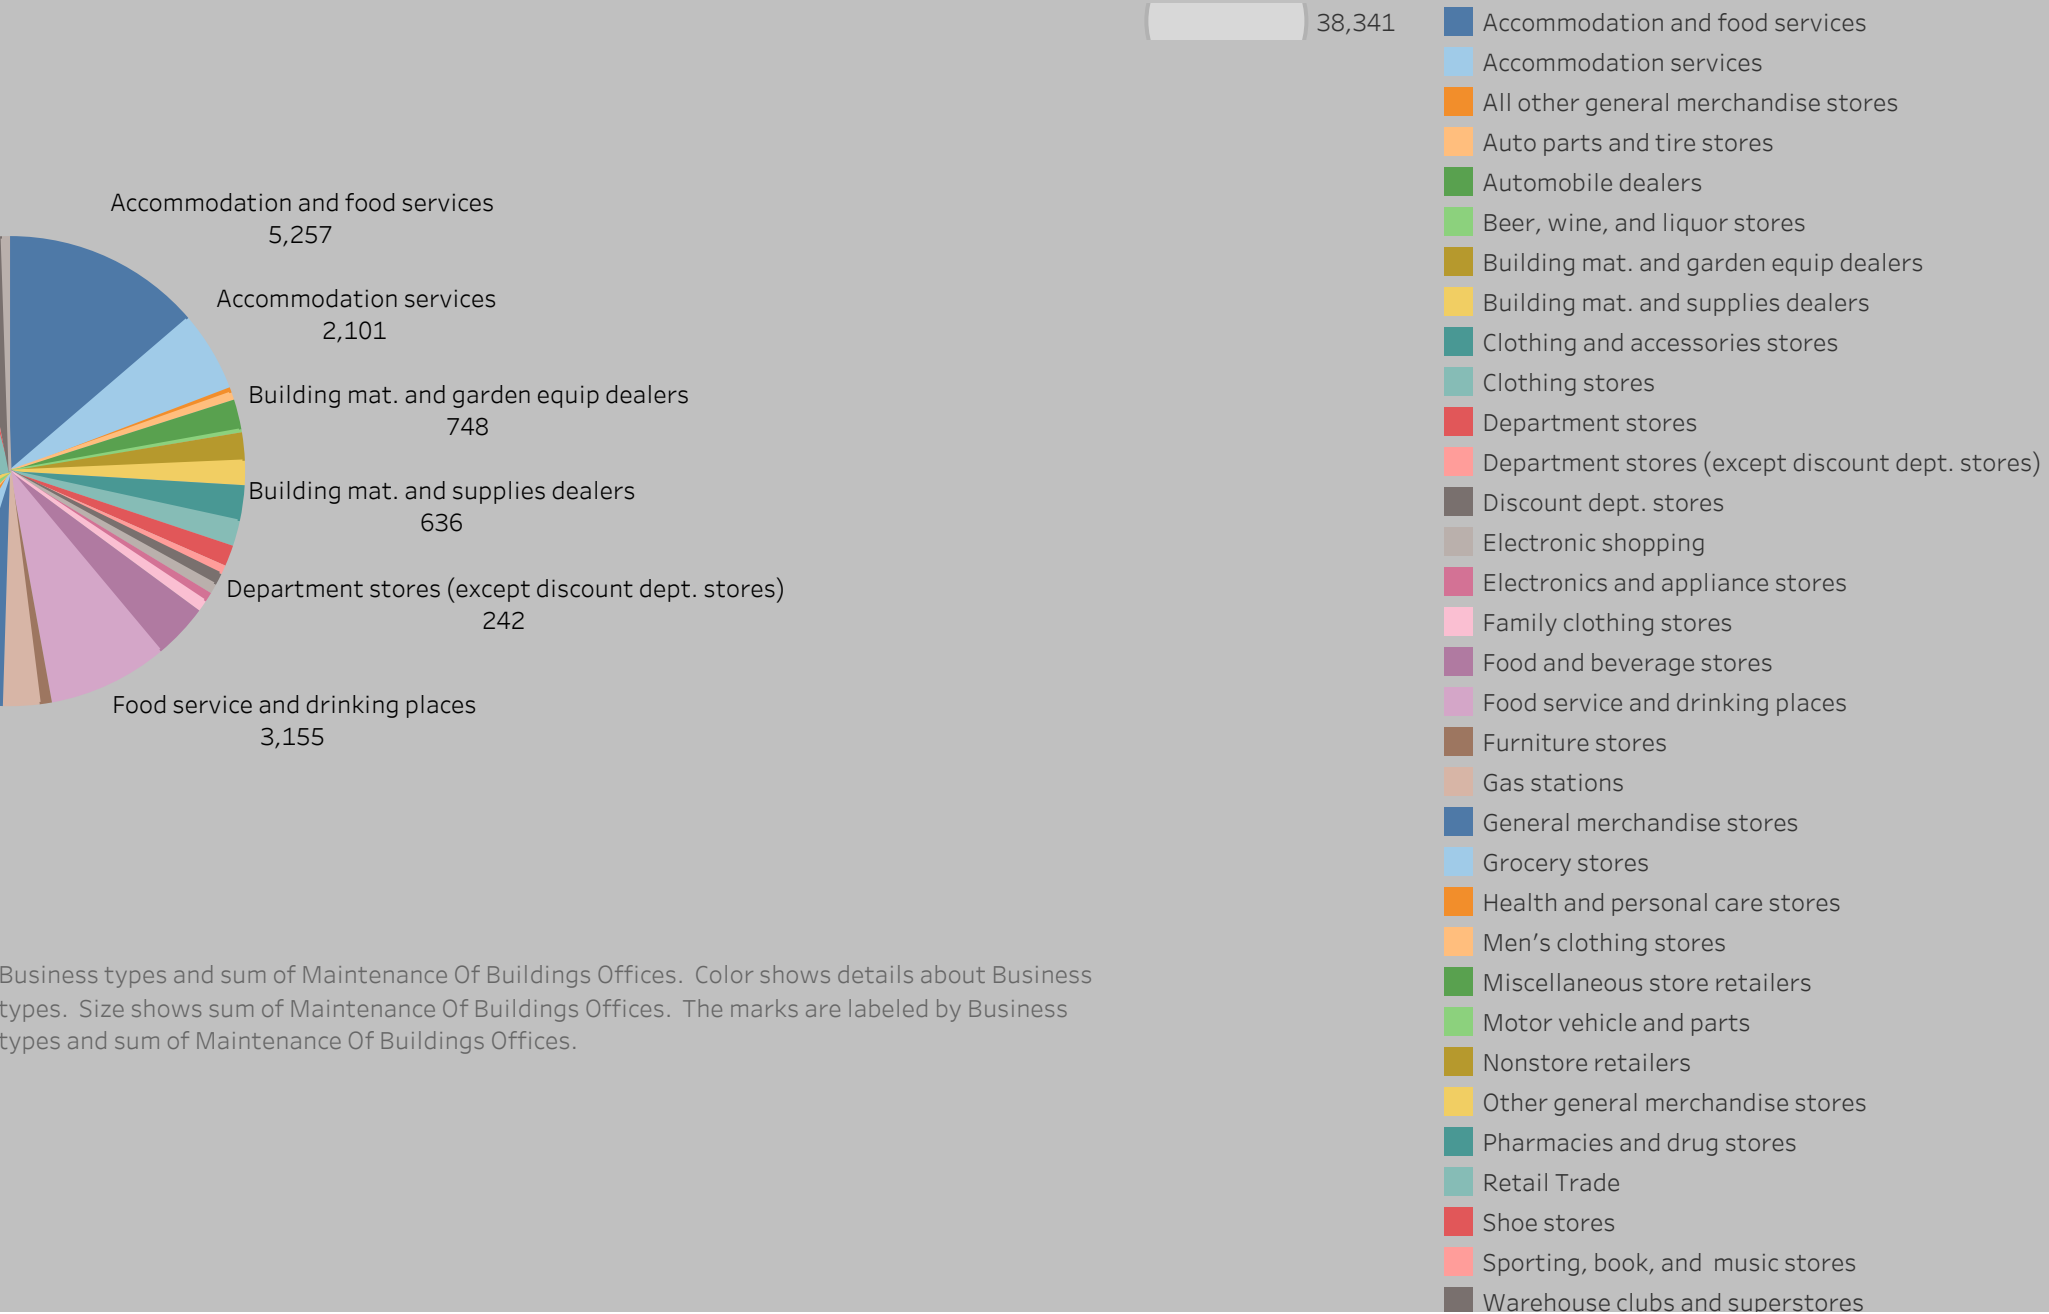 38,341
Accommodation and food services
5,257
Accommodation services
2,101
Building mat. and garden equip dealers
748
Building mat. and supplies dealers
636
Department stores (except discount dept. stores)
242
Food service and drinking places
3,155
Business types and sum of Maintenance Of Buildings Offices.  Color shows details about Business
types.  Size shows sum of Maintenance Of Buildings Offices.  The marks are labeled by Business
types and sum of Maintenance Of Buildings Offices.
Accommodation and food services
Accommodation services
All other general merchandise stores
Auto parts and tire stores
Automobile dealers
Beer, wine, and liquor stores
Building mat. and garden equip dealers
Building mat. and supplies dealers
Clothing and accessories stores
Clothing stores
Department stores
Department stores (except discount dept. stores)
Discount dept. stores
Electronic shopping
Electronics and appliance stores
Family clothing stores
Food and beverage stores
Food service and drinking places
Furniture stores
Gas stations
General merchandise stores
Grocery stores
Health and personal care stores
Men's clothing stores
Miscellaneous store retailers
Motor vehicle and parts
Nonstore retailers
Other general merchandise stores
Pharmacies and drug stores
Retail Trade
Shoe stores
Sporting, book, and  music stores
Warehouse clubs and superstores